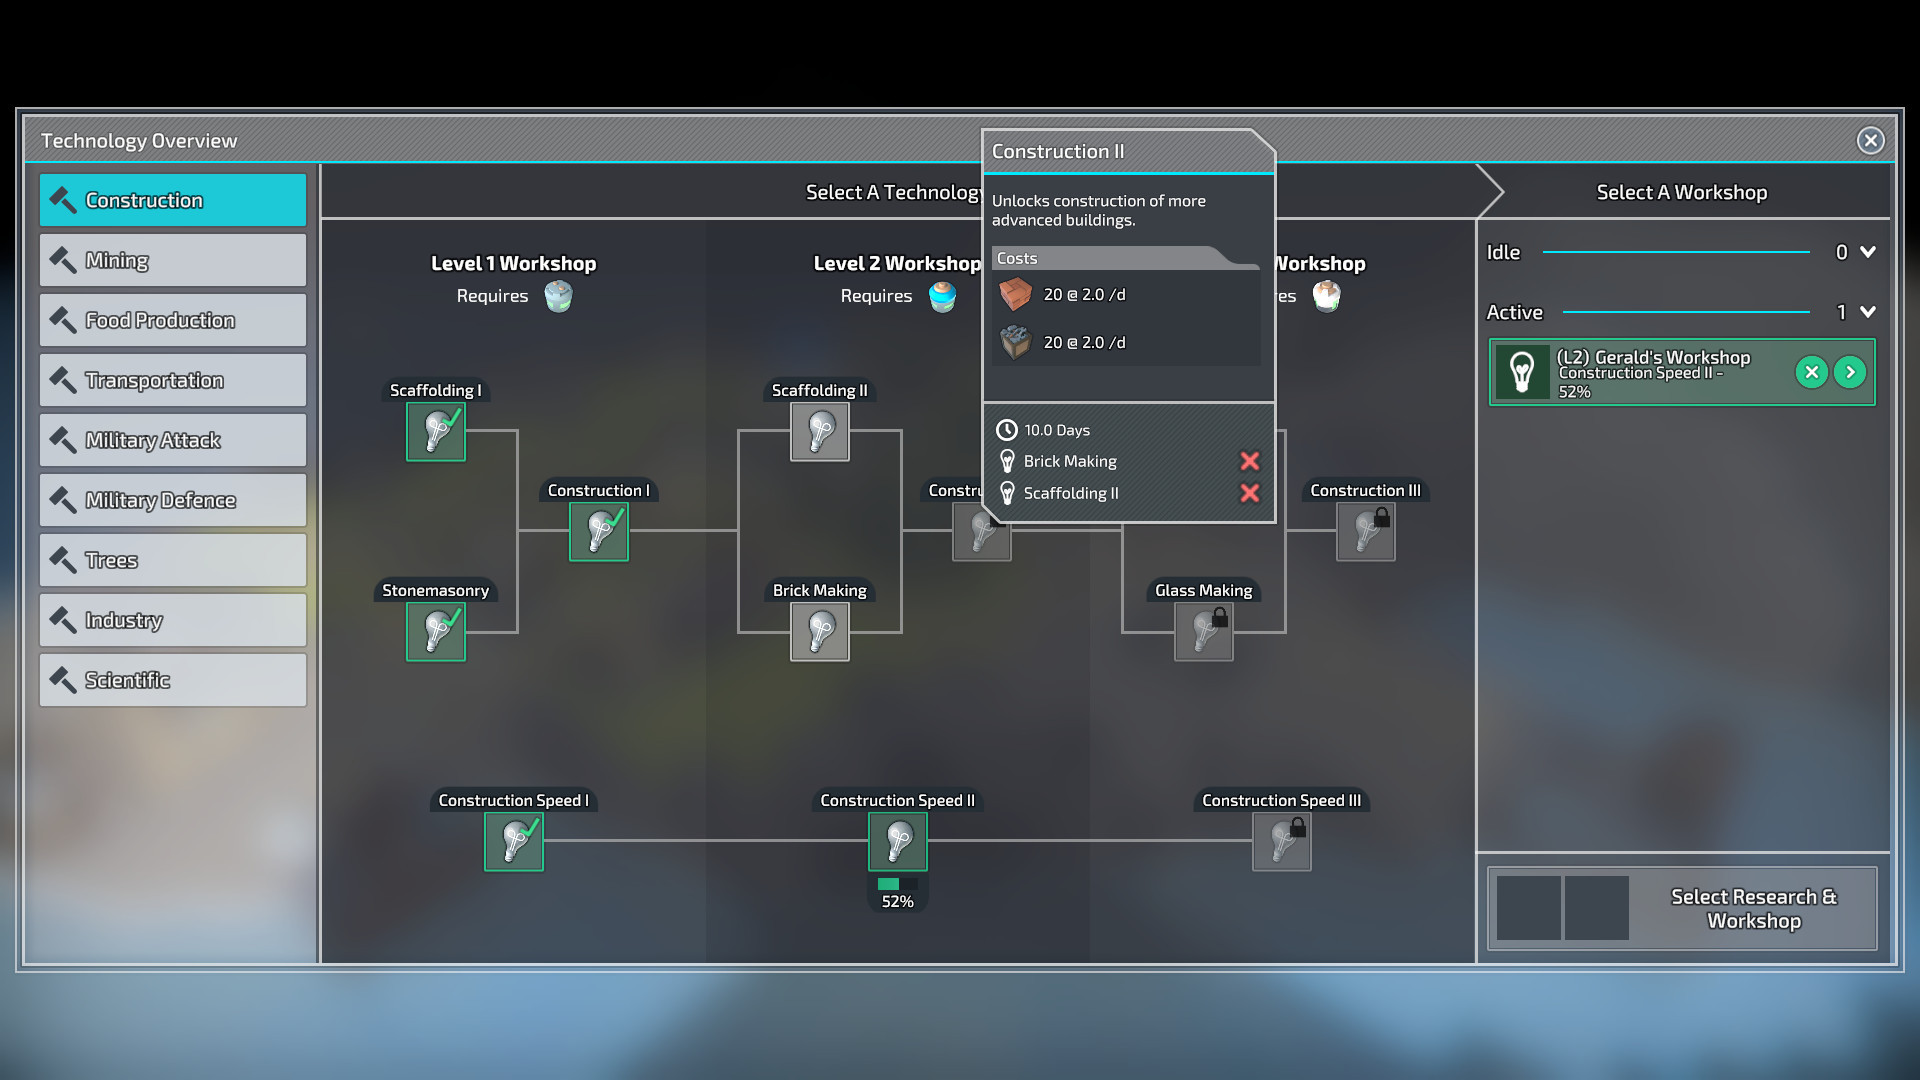 Technology Overview
Construction
Mining
Food Production
Transportation
Military Attack
Military Defence
Trees
Industry
Scientific
Select A Technology
Level 1 Workshop
Requires
Level 2 Workshop
Requires
Workshop
Scaffolding I
Stonemasonry
Construction I
Scaffolding II
Brick Making
Construction III
Glass Making
Construction Speed I
Construction Speed II
52%
Construction Speed III
Construction II
Unlocks construction of more
advanced buildings.
Costs
20 @ 2.0 /d
20 @ 2.0 /d
10.0 Days
Brick Making
Scaffolding II
Select A Workshop
Idle 0
Active 1
(L2) Gerald's Workshop
Construction Speed II -
52%
Select Research &
Workshop